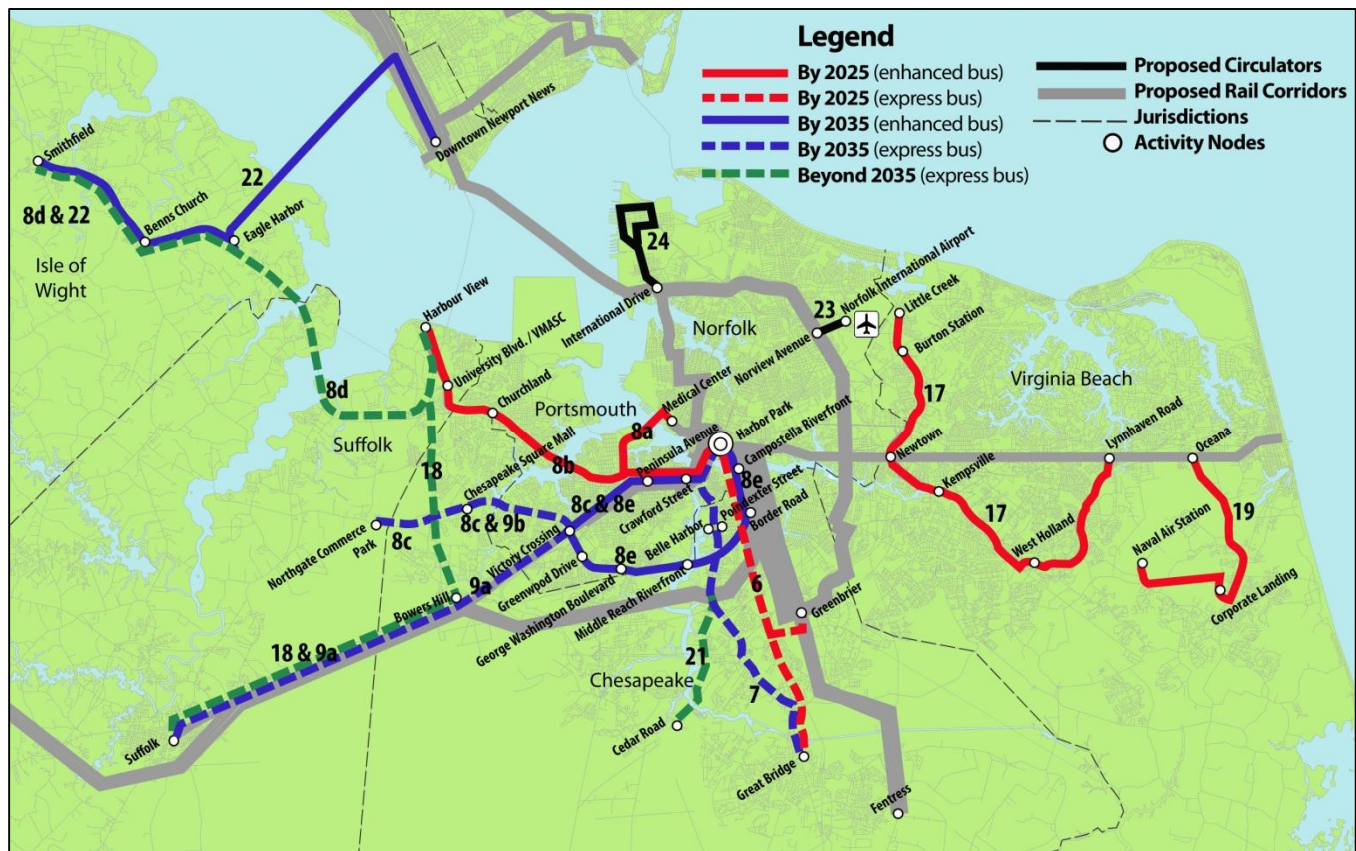 Legend
By 2025 (enhanced bus)
By 2025 (express bus)
By 2035 (enhanced bus)
By 2035 (express bus)
Beyond 2035 (express bus)
Proposed Circulators
Proposed Rail Corridors
Jurisdictions
Activity Nodes
Smithfield
8d & 22
Benns Church
22
Eagle Harbor
Isle of
Wight
Downtown Newport News
24
International Drive
Norfolk
23
Norfolk International Airport
Norview Avenue
Little Creek
Burton Station
Virginia Beach
17
Harbour View
University Blvd. / VMASC
Churchland
8d
Portsmouth
Medical Center
8a
Suffolk
18
Chesapeake Square Mall
8b
Peninsula Avenue
Harbor Park
Campostella Riverfront
Newtown
Kempsville
17
Lynnhaven Road
Oceana
19
West Holland
Naval Air Station
Corporate Landing
8c & 8e
Crawford Street
8e
Poindexter Street
Border Road
Belle Harbor
8c & 9b
Northgate Commerce
Park
8c
Victory Crossing
Greenwood Drive
8e
George Washington Boulevard
Middle Reach Riverfront
9a
Bowers Hill
6
Greenbrier
18 & 9a
21
Chesapeake
7
Suffolk
Cedar Road
Great Bridge
Fentress